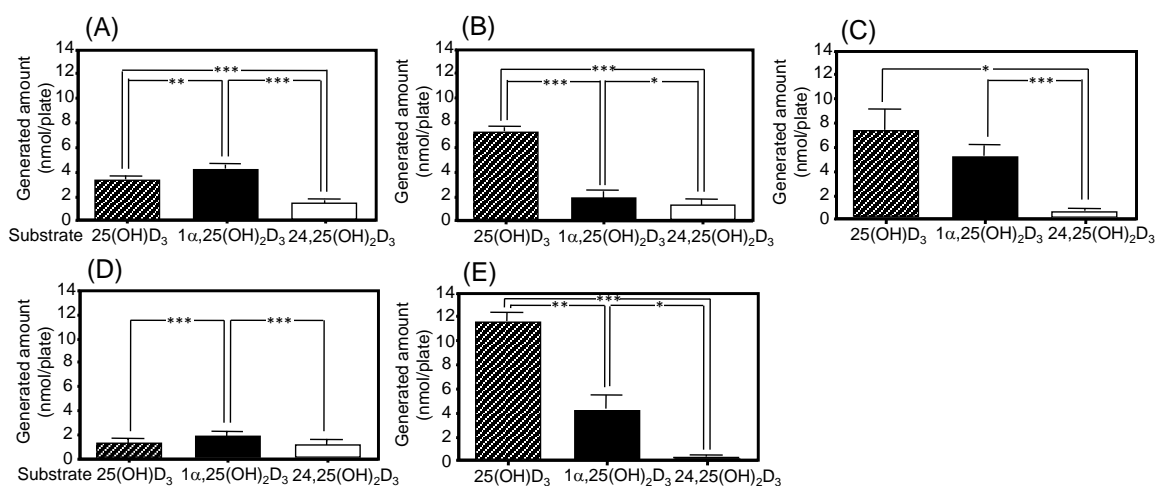 (A)
Generated amount
(nmol/plate)
14
12
10
8
6
4
2
0
***
**
***
Substrate 25(OH)D₃ 1α,25(OH)₂D₃ 24,25(OH)₂D₃
(B)
Generated amount
(nmol/plate)
14
12
10
8
6
4
2
0
***
***
*
25(OH)D₃ 1α,25(OH)₂D₃ 24,25(OH)₂D₃
(C)
Generated amount
(nmol/plate)
14
12
10
8
6
4
2
0
*
***
25(OH)D₃ 1α,25(OH)₂D₃ 24,25(OH)₂D₃
(D)
Generated amount
(nmol/plate)
14
12
10
8
6
4
2
0
***
***
Substrate 25(OH)D₃ 1α,25(OH)₂D₃ 24,25(OH)₂D₃
(E)
Generated amount
(nmol/plate)
14
12
10
8
6
4
2
0
***
**
*
25(OH)D₃ 1α,25(OH)₂D₃ 24,25(OH)₂D₃